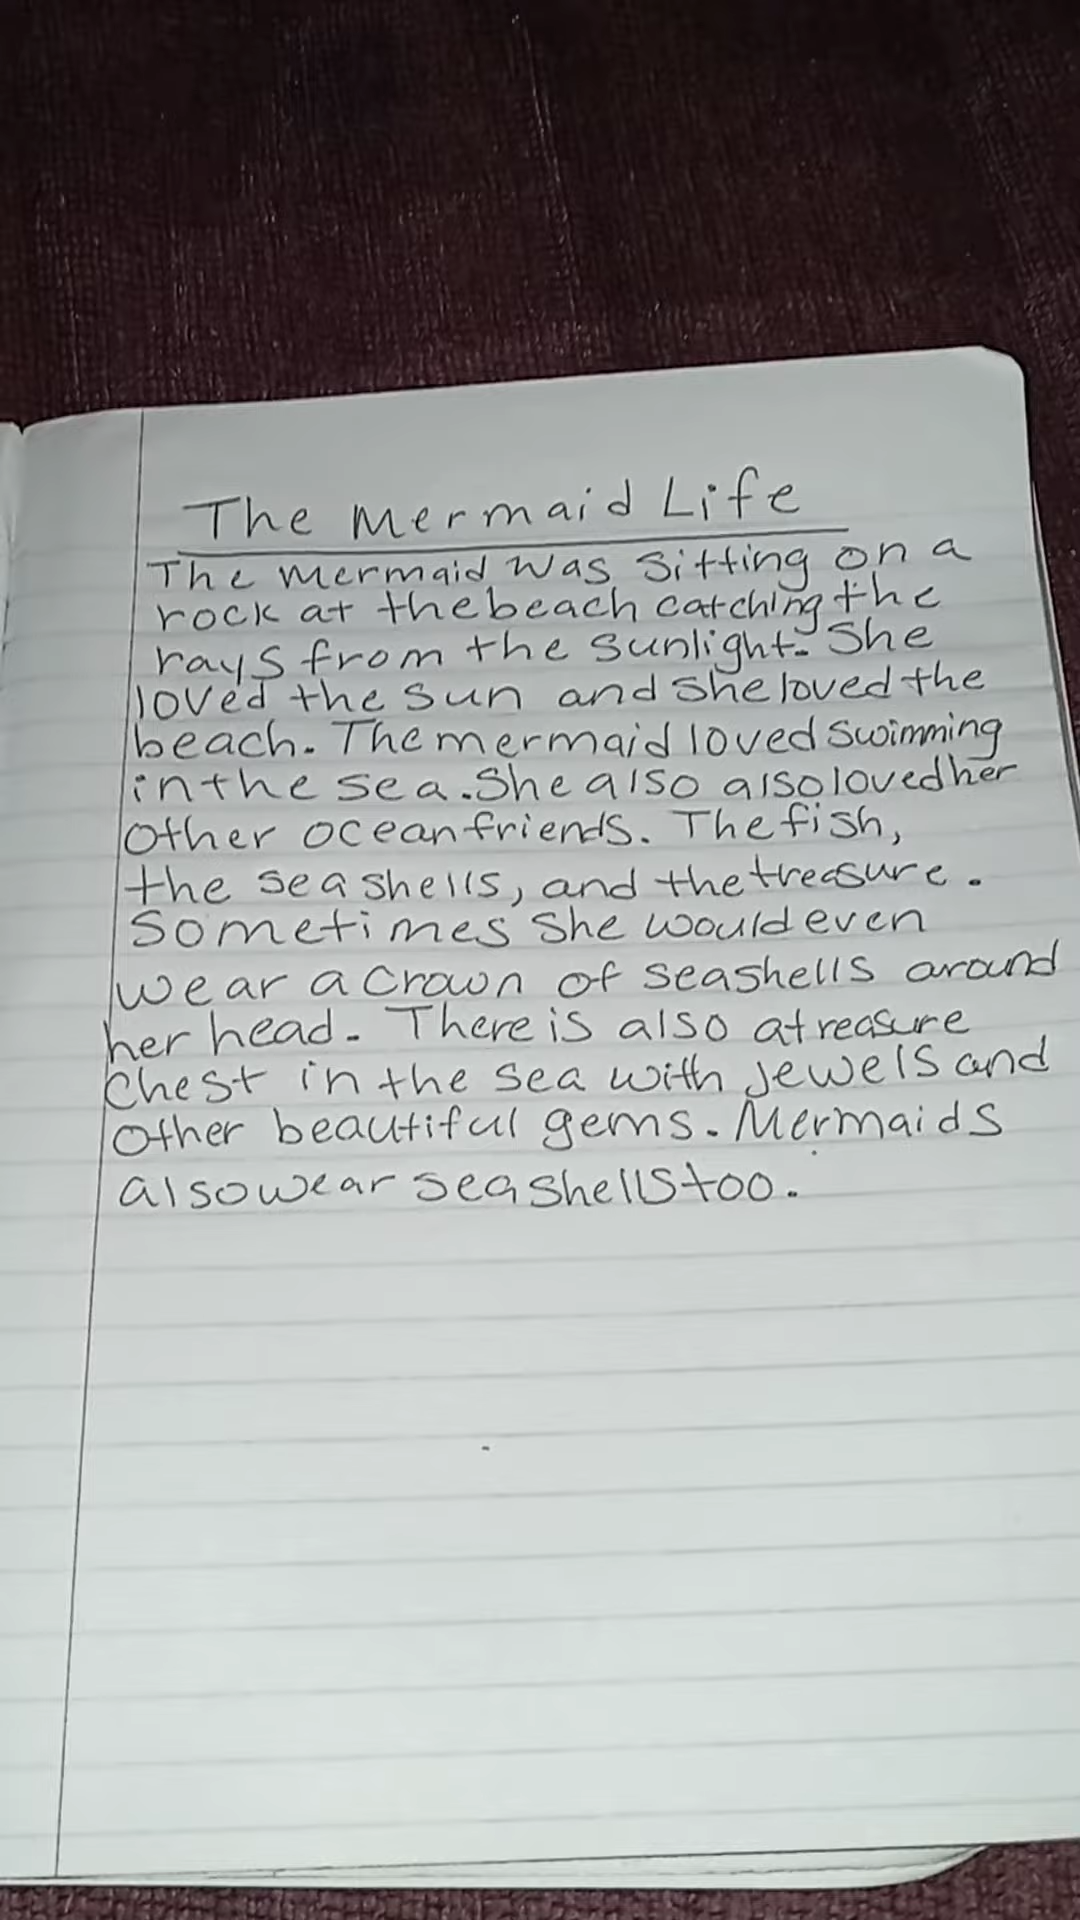 The Mermaid Life
The mermaid was sitting on a
rock at the beach catching the
rays from the sunlight. She
loved the sun and she loved the
beach. The mermaid loved swimming
in the sea. She also also loved her
other ocean friends. The fish,
the seashells, and the treasure.
Sometimes she would even
wear a crown of seashells around
her head. There is also a treasure
chest in the sea with jewels and
other beautiful gems. Mermaids
also wear seashells too.